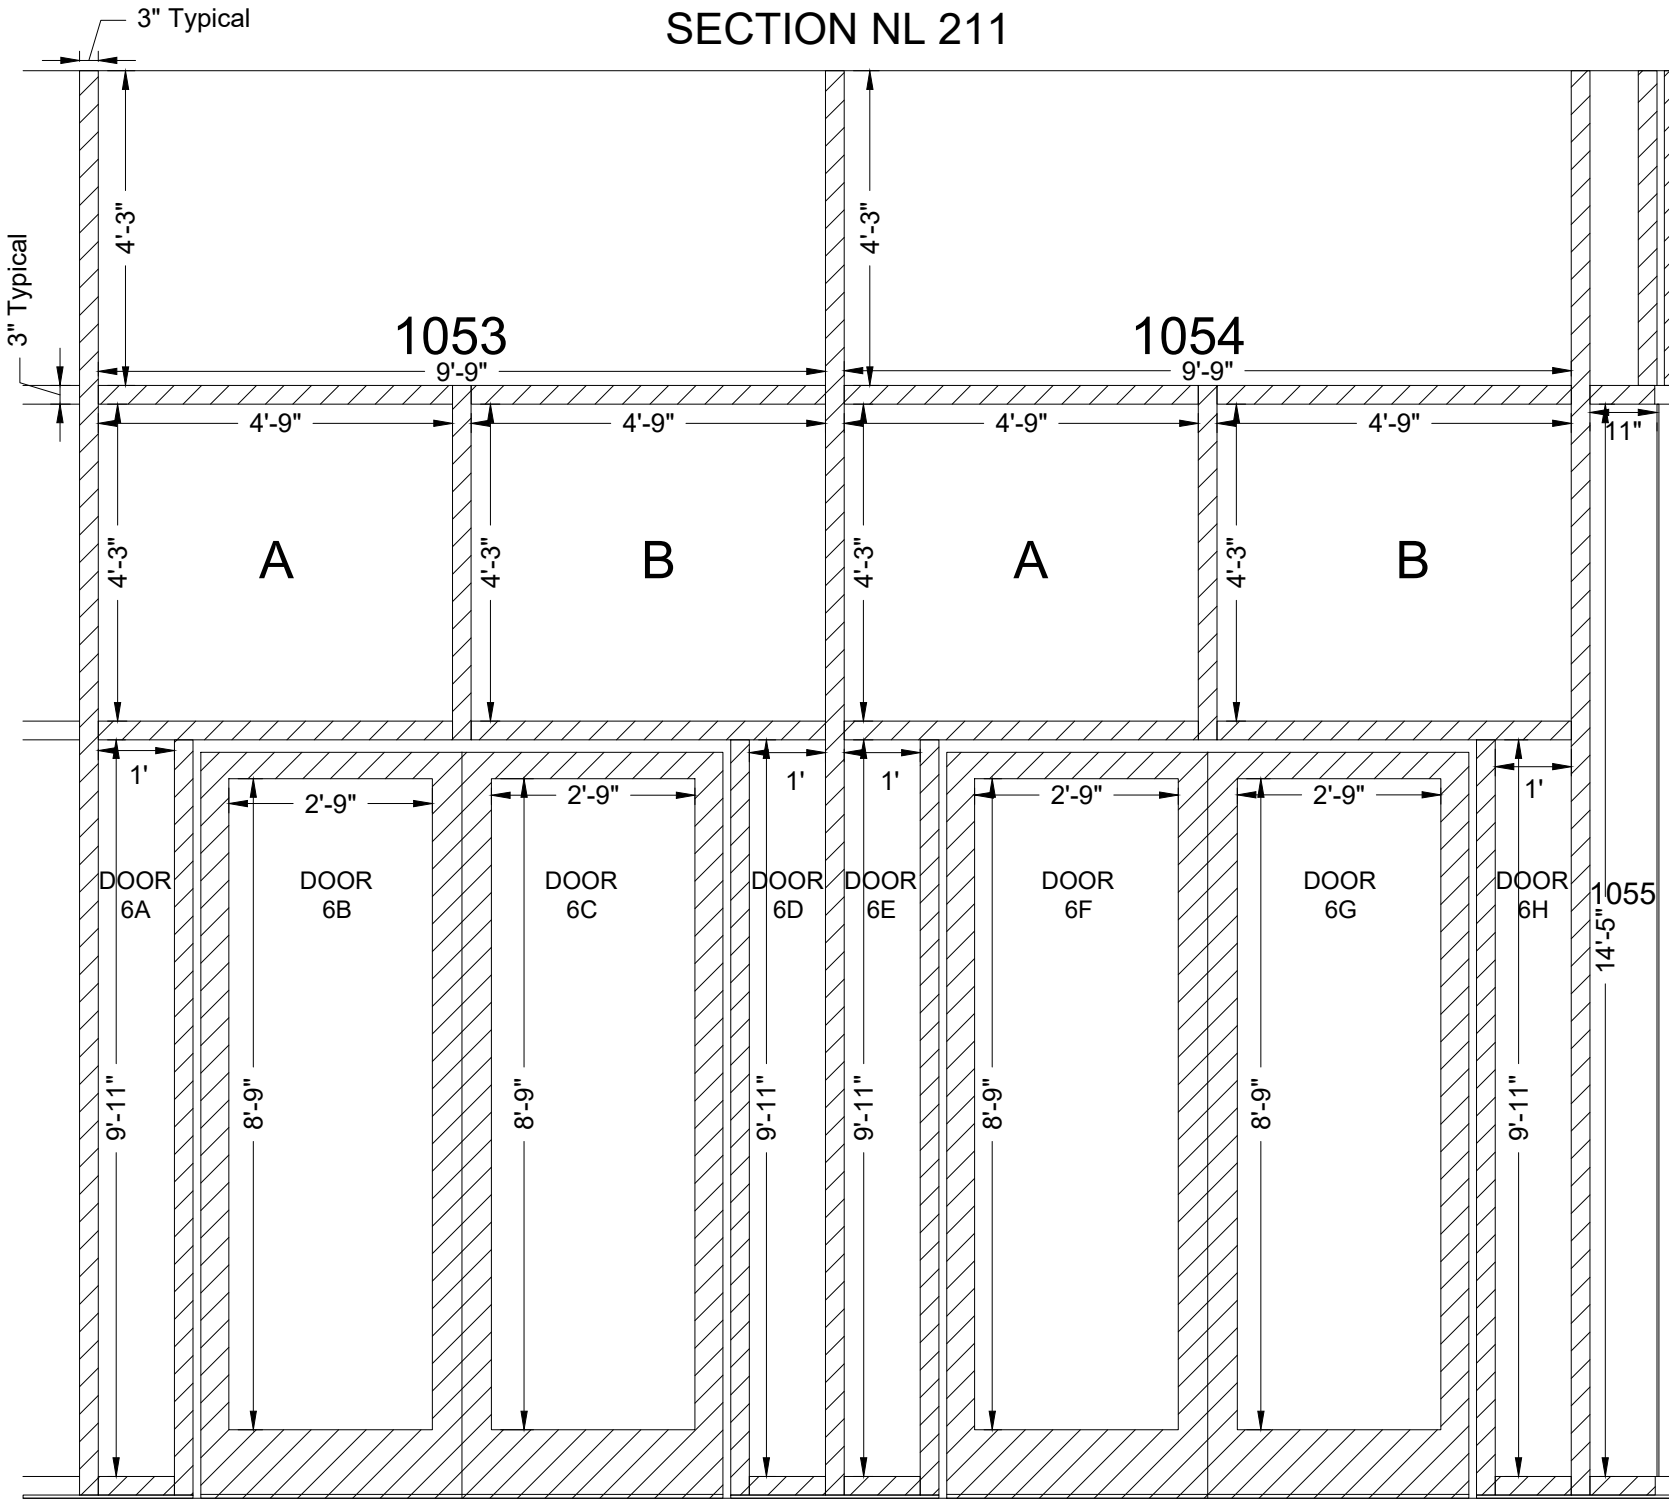 3" Typical
SECTION NL 211
4'-3"
4'-3"
3" Typical
1053
1054
9'-9"
9'-9"
4'-9"
4'-9"
4'-9"
4'-9"
11"
4'-3"
A
4'-3"
B
4'-3"
A
4'-3"
B
1'
1'
1'
1'
2'-9"
2'-9"
2'-9"
2'-9"
DOOR
6A
DOOR
6B
DOOR
6C
DOOR
6D
DOOR
6E
DOOR
6F
DOOR
6G
DOOR
6H
1055
14'-5"
9'-11"
8'-9"
8'-9"
9'-11"
9'-11"
8'-9"
8'-9"
9'-11"